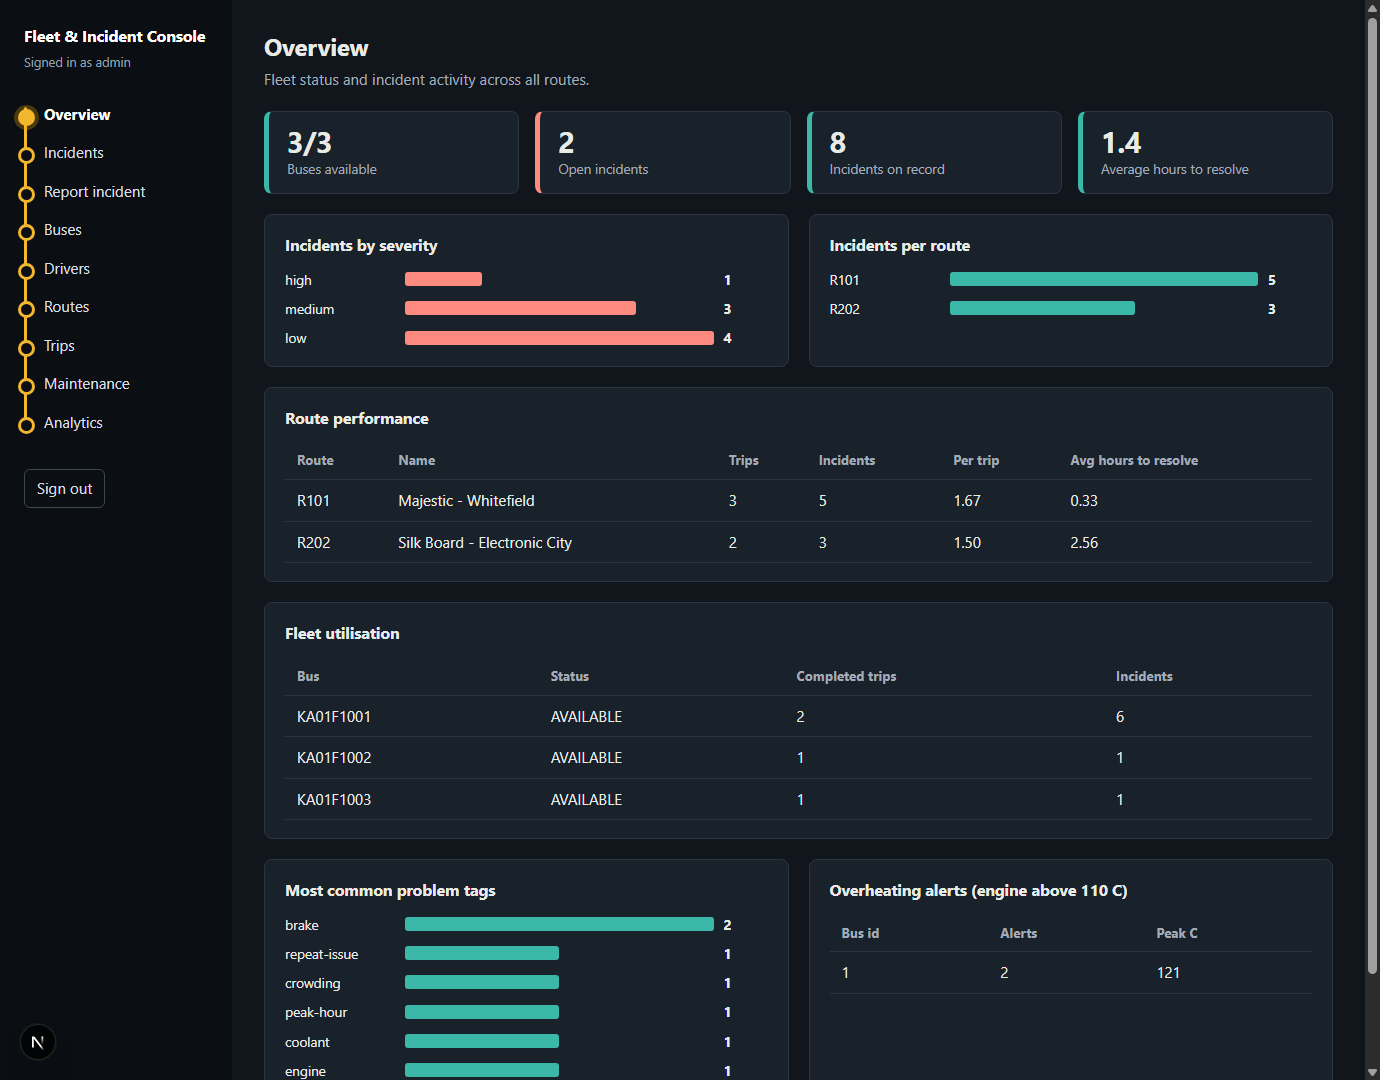 Fleet & Incident Console
Signed in as admin
Overview
Incidents
Report incident
Buses
Drivers
Routes
Trips
Maintenance
Analytics
Sign out
N
Overview
Fleet status and incident activity across all routes.
3/3
Buses available
2
Open incidents
8
Incidents on record
1.4
Average hours to resolve
Incidents by severity
high 1
medium 3
low 4
Incidents per route
R101 5
R202 3
Route performance
Route Name Trips Incidents Per trip Avg hours to resolve
R101 Majestic - Whitefield 3 5 1.67 0.33
R202 Silk Board - Electronic City 2 3 1.50 2.56
Fleet utilisation
Bus Status Completed trips Incidents
KA01F1001 AVAILABLE 2 6
KA01F1002 AVAILABLE 1 1
KA01F1003 AVAILABLE 1 1
Most common problem tags
brake 2
repeat-issue 1
crowding 1
peak-hour 1
coolant 1
engine 1
Overheating alerts (engine above 110 C)
Bus id Alerts Peak C
1 2 121